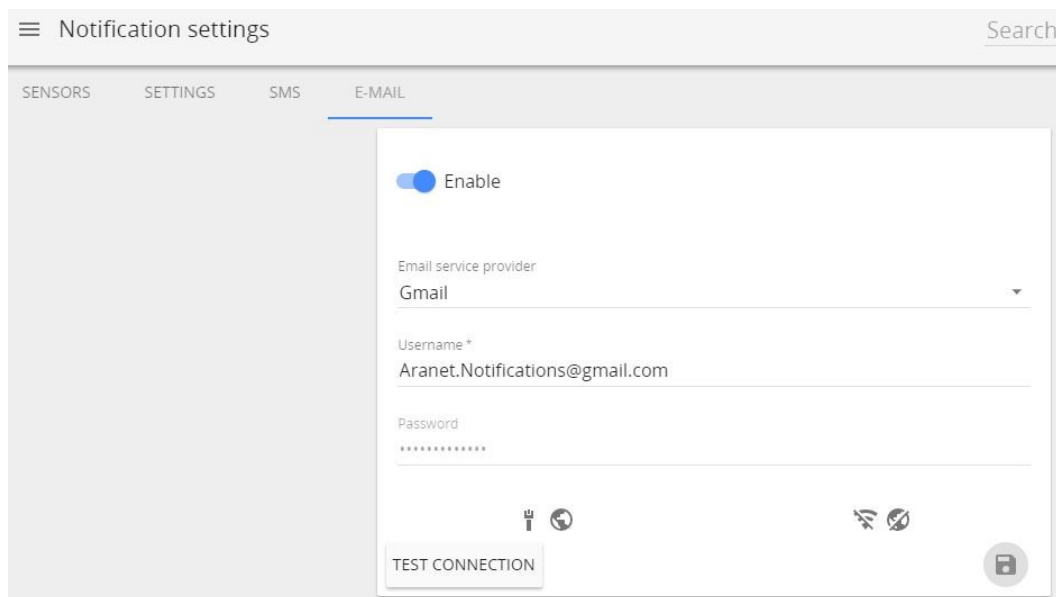 Notification settings
Search
SENSORS SETTINGS SMS E-MAIL
Enable
Email service provider
Gmail
Username *
Aranet.Notifications@gmail.com
Password
•••••••••••••
TEST CONNECTION